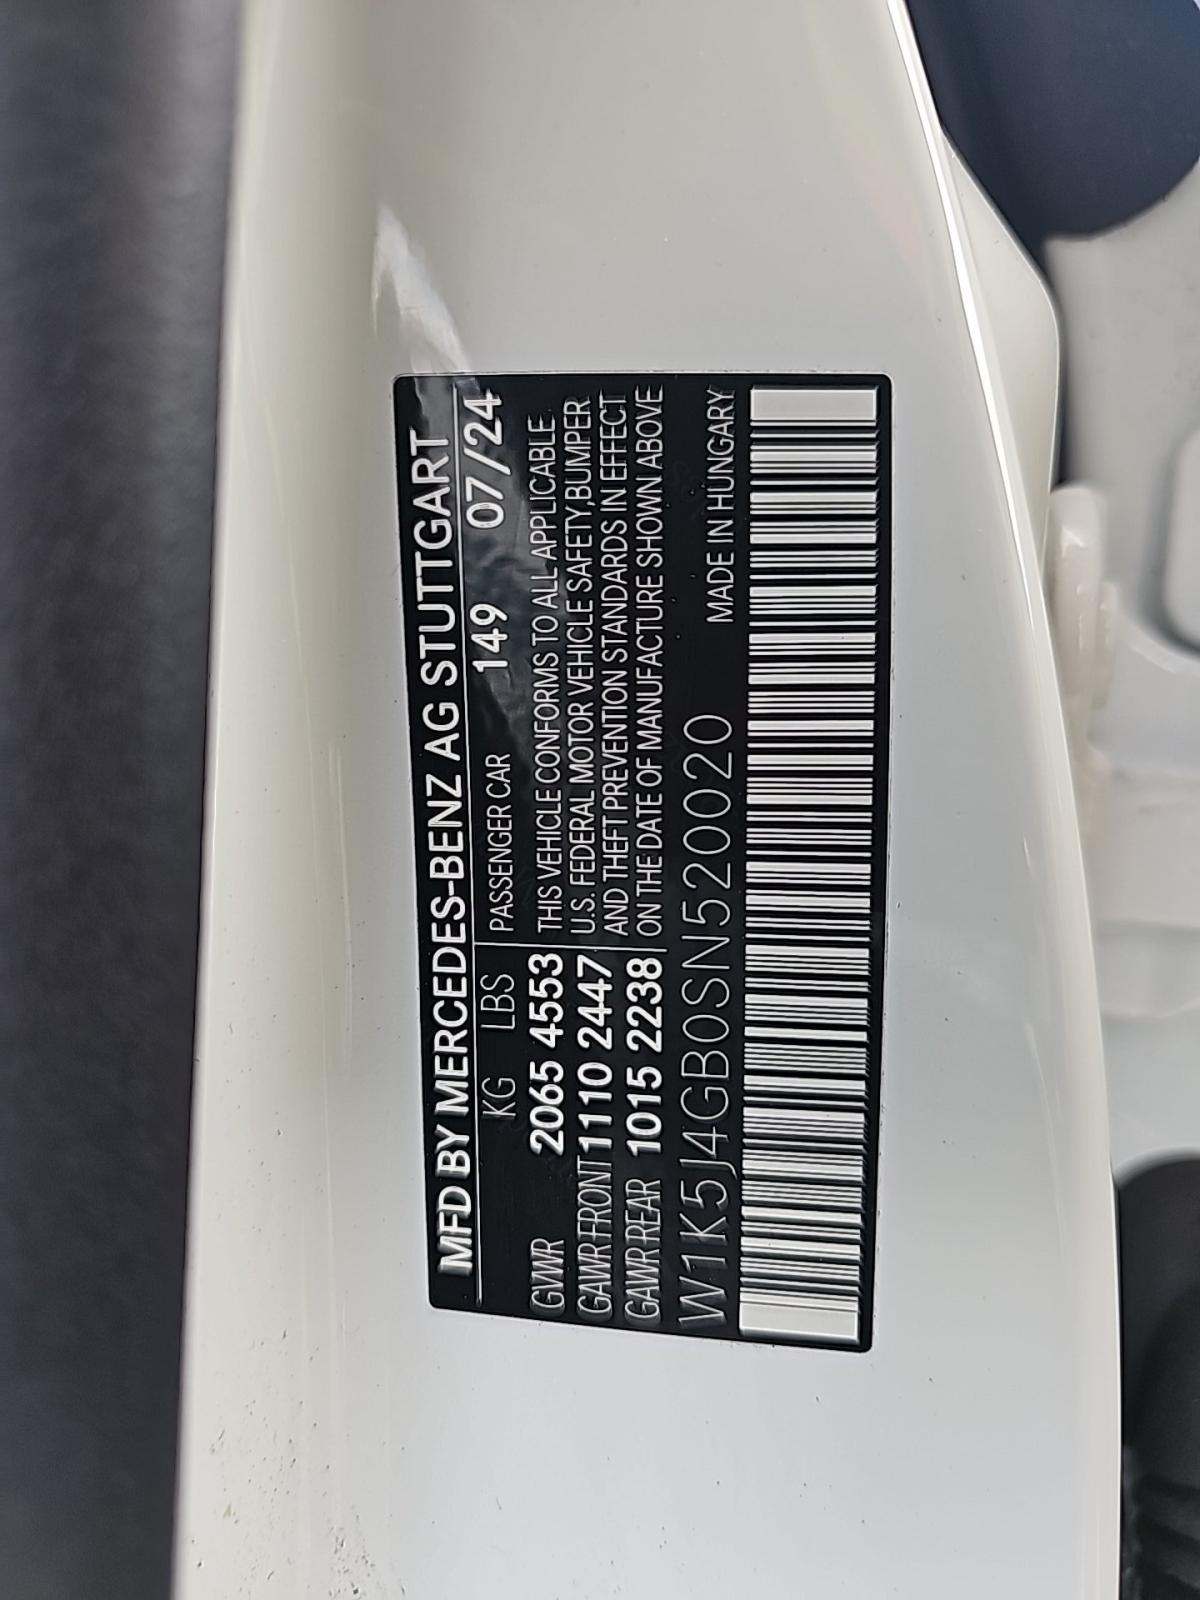 MFD BY MERCEDES-BENZ AG STUTTGART
KG LBS PASSENGER CAR 149 07/24
GVWR 2065 4553 THIS VEHICLE CONFORMS TO ALL APPLICABLE
GAWR FRONT 1110 2447 U.S. FEDERAL MOTOR VEHICLE SAFETY, BUMPER
GAWR REAR 1015 2238 AND THEFT PREVENTION STANDARDS IN EFFECT
ON THE DATE OF MANUFACTURE SHOWN ABOVE
W1K5J4GB0SN520020 MADE IN HUNGARY